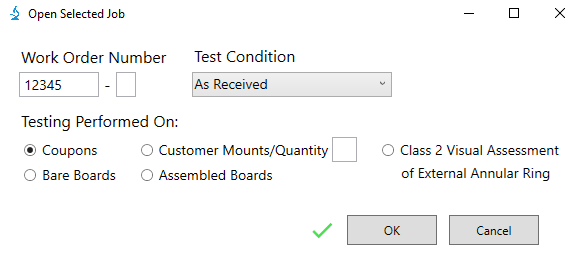 Open Selected Job
Work Order Number Test Condition
12345 - As Received
Testing Performed On:
Coupons Customer Mounts/Quantity Class 2 Visual Assessment
Bare Boards Assembled Boards of External Annular Ring
OK Cancel